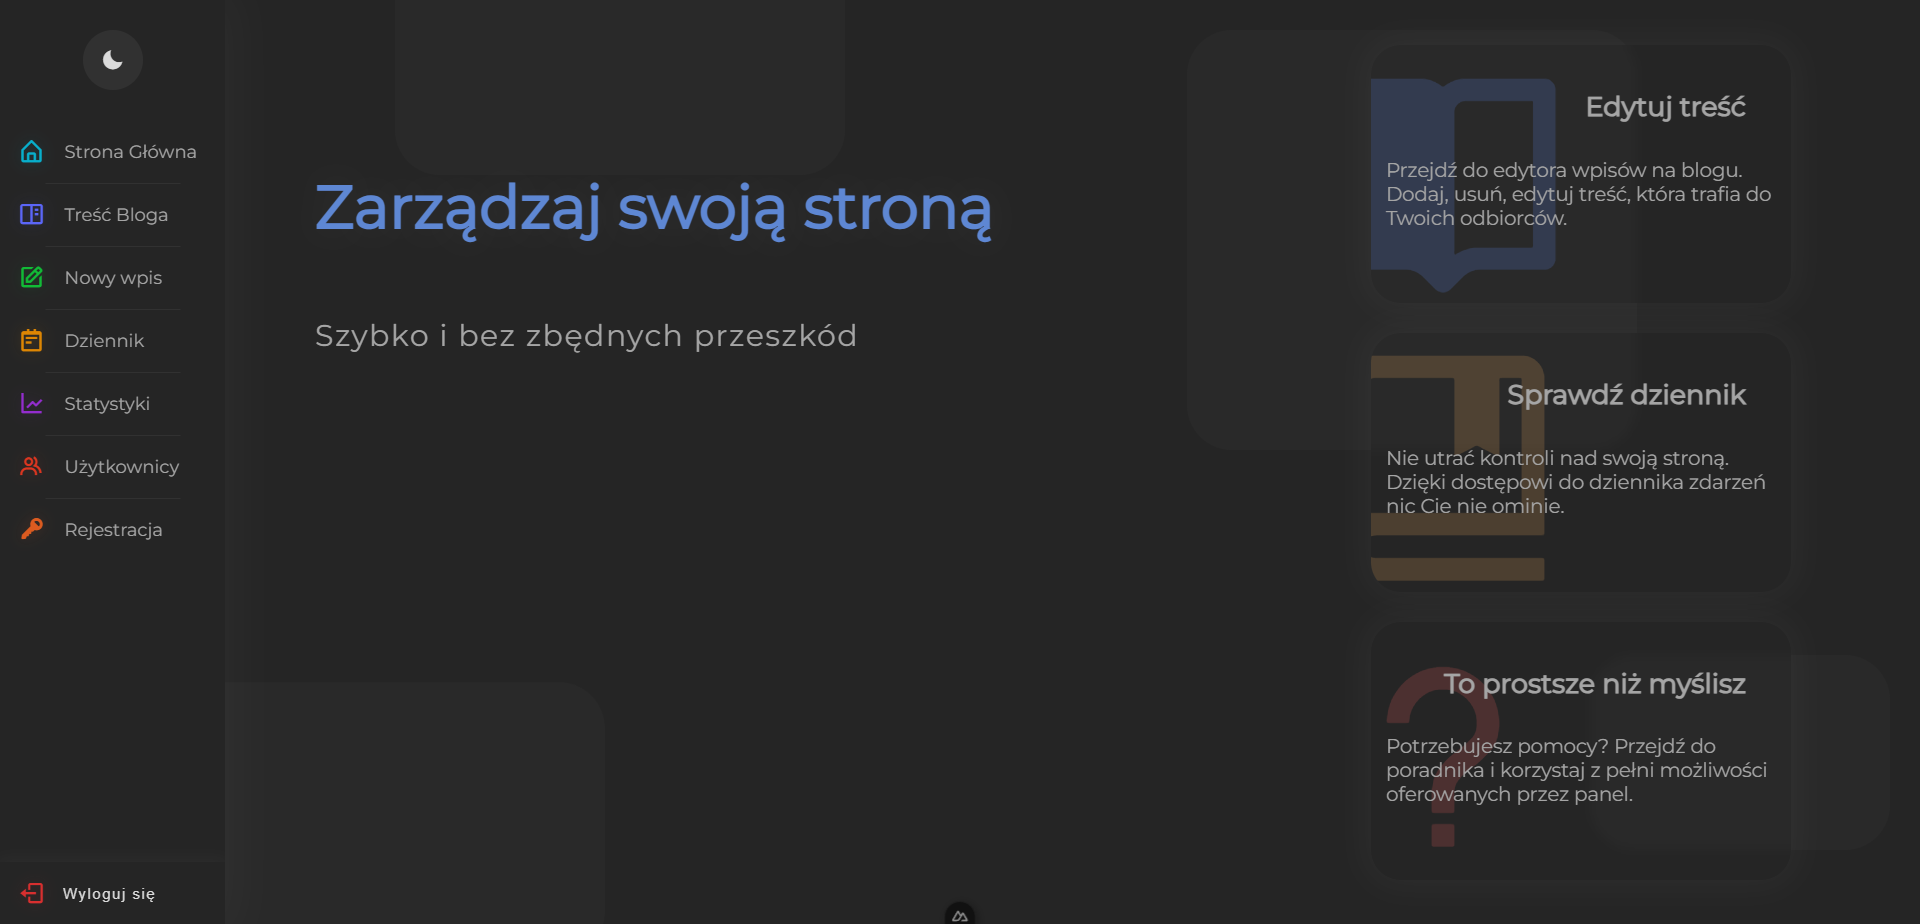 Strona Główna
Treść Bloga
Nowy wpis
Dziennik
Statystyki
Użytkownicy
Rejestracja
Wyloguj się
Zarządzaj swoją stroną
Szybko i bez zbędnych przeszkód
Edytuj treść
Przejdź do edytora wpisów na blogu.
Dodaj, usuń, edytuj treść, która trafia do
Twoich odbiorców.
Sprawdź dziennik
Nie utrać kontroli nad swoją stroną.
Dzięki dostępowi do dziennika zdarzeń
nic Cię nie ominie.
To prostsze niż myślisz
Potrzebujesz pomocy? Przejdź do
poradnika i korzystaj z pełni możliwości
oferowanych przez panel.